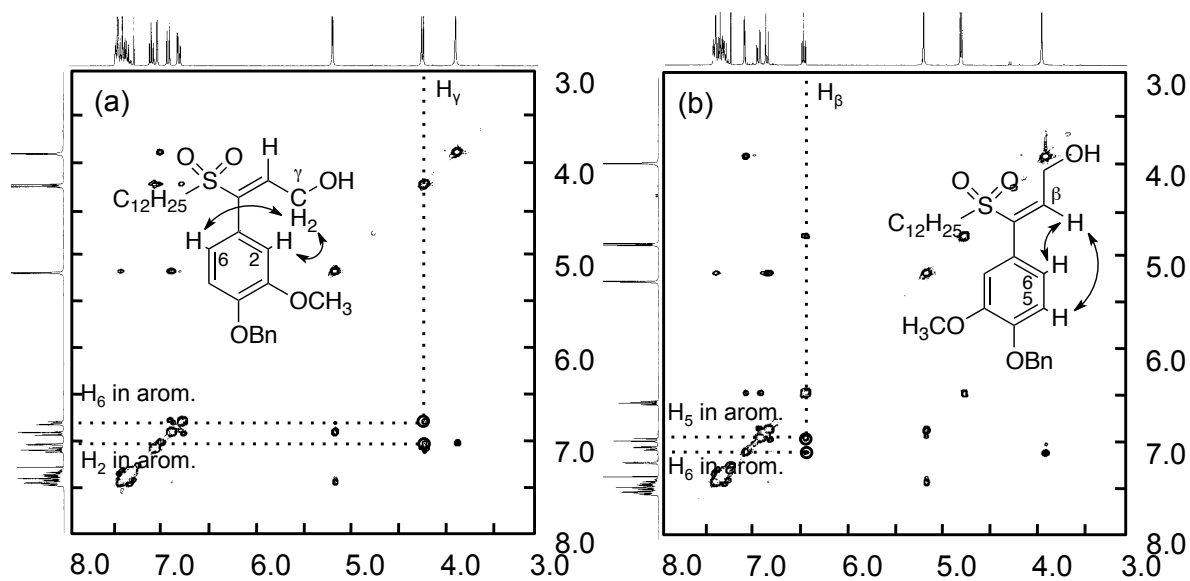 (a)
Hγ
O O
H
S
γ
OH
C12H25
H2
H
H
6
2
OCH3
OBn
H6 in arom.
H2 in arom.
3.0
4.0
5.0
6.0
7.0
8.0
8.0 7.0 6.0 5.0 4.0 3.0
(b)
Hβ
OH
O O
S
β
C12H25
H
H
6
5
H
H3CO
OBn
H5 in arom.
H6 in arom.
3.0
4.0
5.0
6.0
7.0
8.0
8.0 7.0 6.0 5.0 4.0 3.0